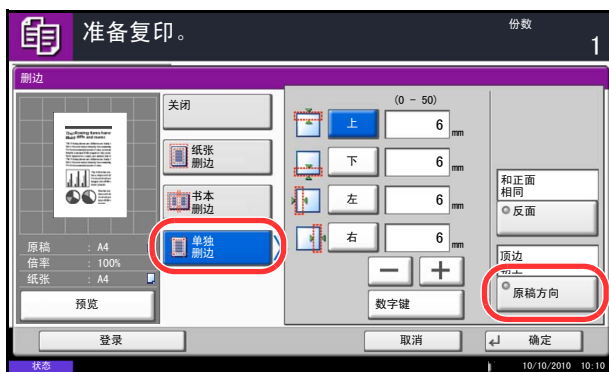 准备复印。
份数
1
删边
关闭
纸张
删边
书本
删边
单独
删边
(0 - 50)
上
6 mm
下
6 mm
左
6 mm
右
6 mm
数字键
和正面
相同
反面
顶边
原稿方向
原稿 : A4
倍率 : 100%
纸张 : A4
预览
登录
取消
确定
状态
10/10/2010 10:10